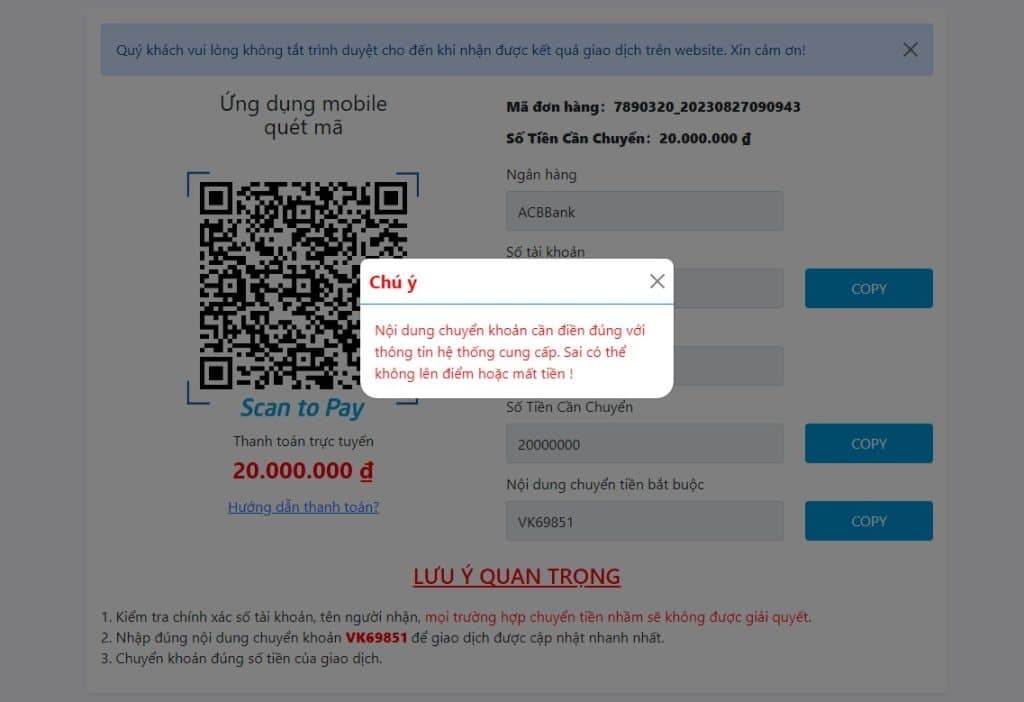 Quý khách vui lòng không tắt trình duyệt cho đến khi nhận được kết quả giao dịch trên website. Xin cảm ơn!
Ứng dụng mobile
quét mã
Scan to Pay
Thanh toán trực tuyến
20.000.000 ₫
Hướng dẫn thanh toán?
Mã đơn hàng: 7890320_20230827090943
Số Tiền Cần Chuyển: 20.000.000 ₫
Ngân hàng
ACBBank
Số tài khoản
COPY
Chú ý
Nội dung chuyển khoản cần điền đúng với
thông tin hệ thống cung cấp. Sai có thể
không lên điểm hoặc mất tiền !
Số Tiền Cần Chuyển
20000000
COPY
Nội dung chuyển tiền bắt buộc
VK69851
COPY
LƯU Ý QUAN TRỌNG
1. Kiểm tra chính xác số tài khoản, tên người nhận, mọi trường hợp chuyển tiền nhầm sẽ không được giải quyết.
2. Nhập đúng nội dung chuyển khoản VK69851 để giao dịch được cập nhật nhanh nhất.
3. Chuyển khoản đúng số tiền của giao dịch.